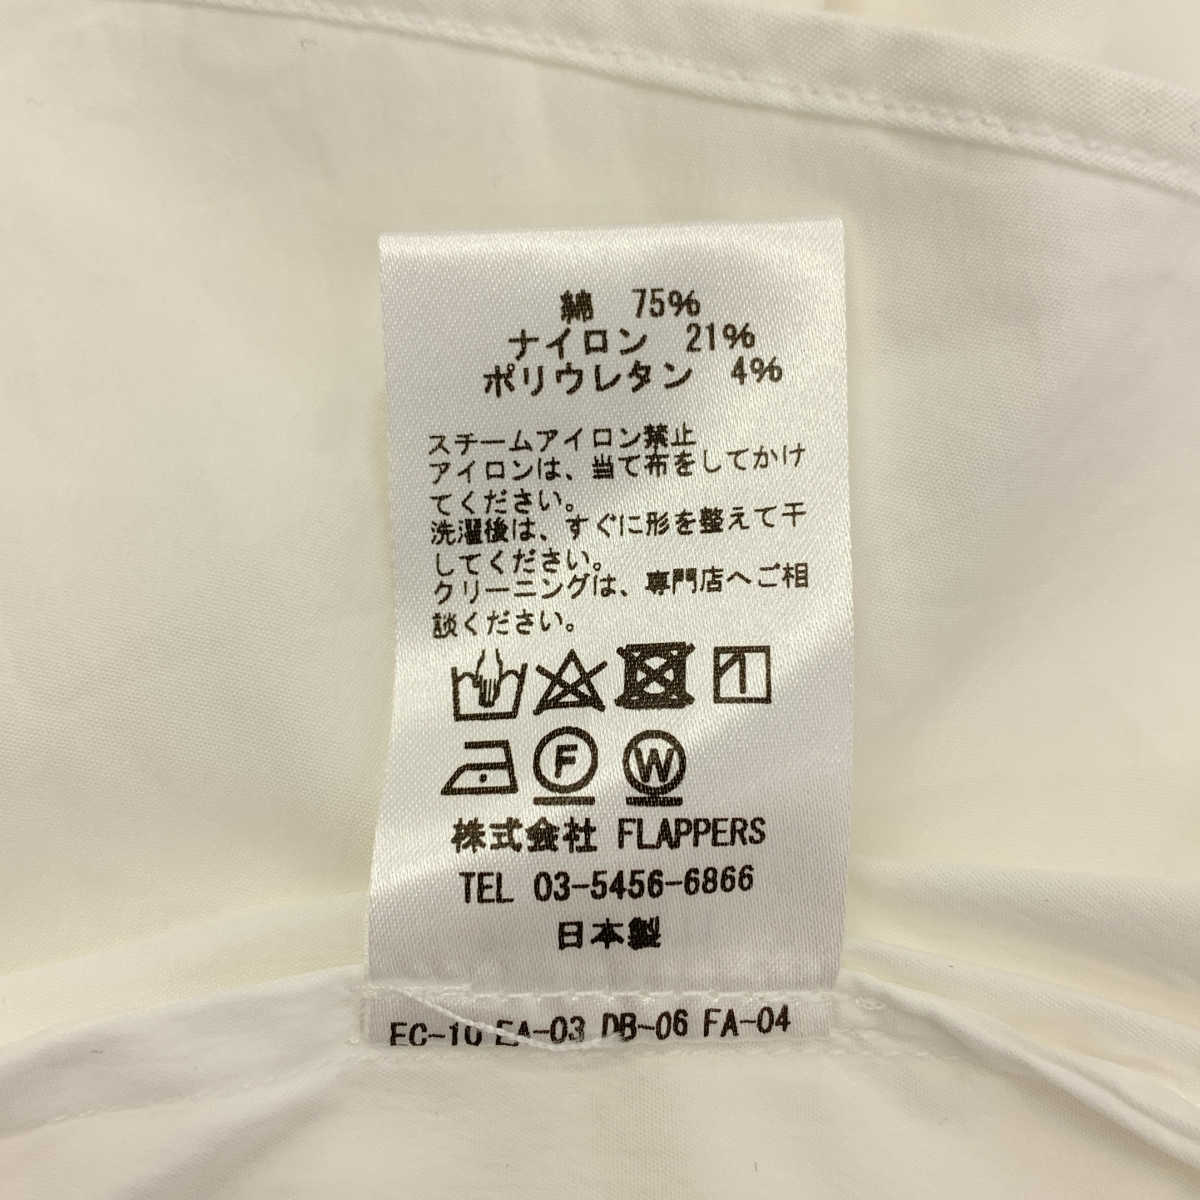 綿 75%
ナイロン 21%
ポリウレタン 4%
スチームアイロン禁止
アイロンは、当て布をしてかけ
てください。
洗濯後は、すぐに形を整えて干
してください。
クリーニングは、専門店へご相
談ください。
F W
株式会社 FLAPPERS
TEL 03-5456-6866
日本製
EC-10 EA-03 DB-06 FA-04